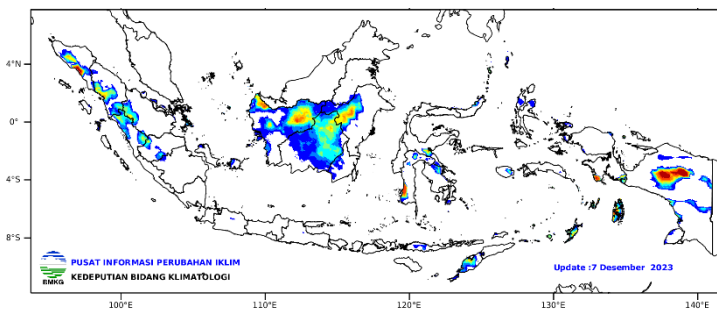 4°N
0°
4°S
8°S
PUSAT INFORMASI PERUBAHAN IKLIM
KEDEPUTIAN BIDANG KLIMATOLOGI
BMKG
Update :7 Desember 2023
100°E
110°E
120°E
130°E
140°E